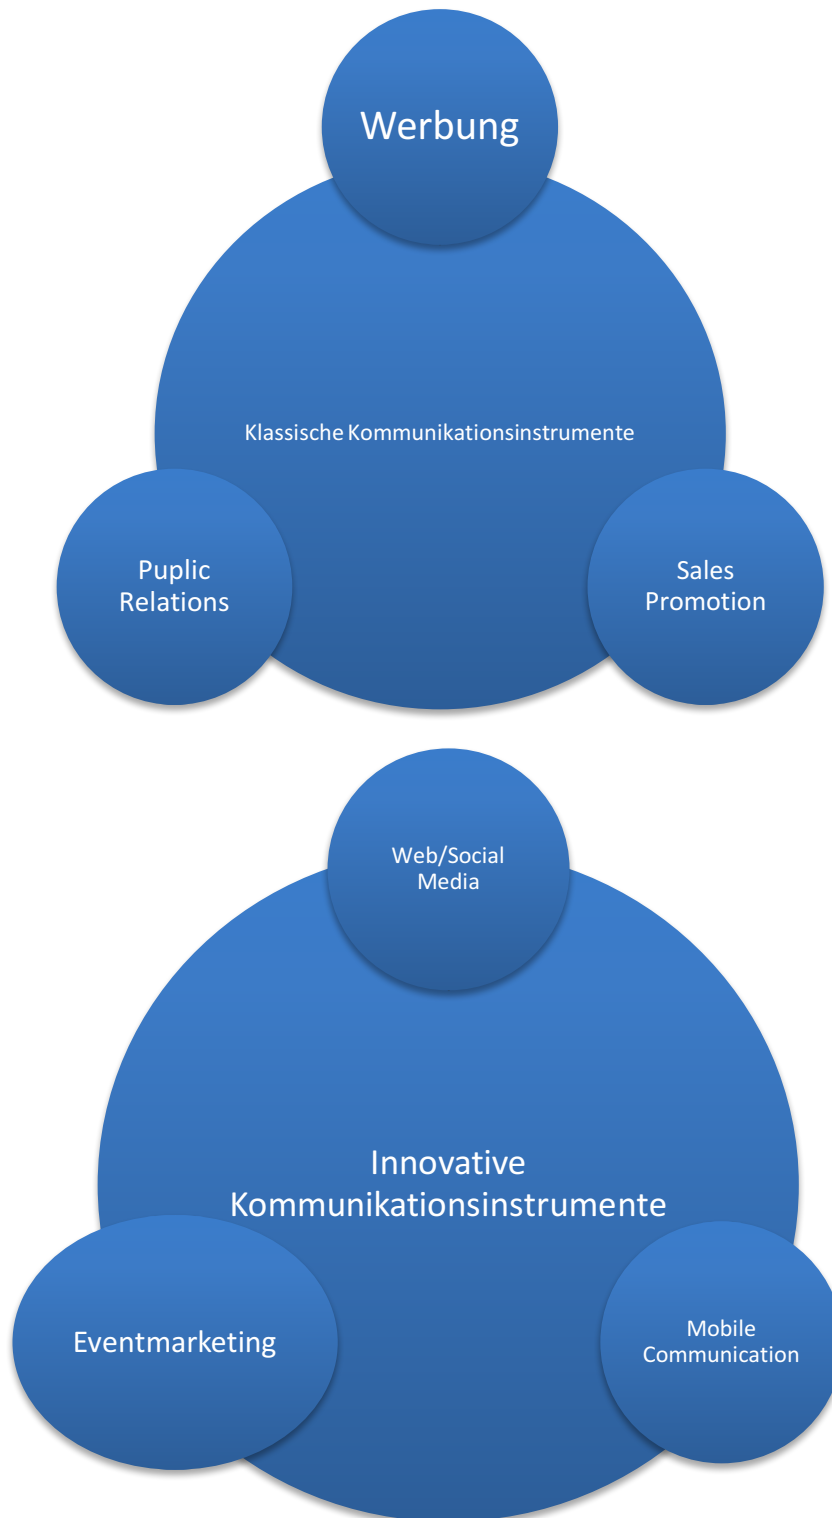 Werbung
Klassische Kommunikationsinstrumente
Puplic
Relations
Sales
Promotion
Web/Social
Media
Innovative
Kommunikationsinstrumente
Eventmarketing
Mobile
Communication